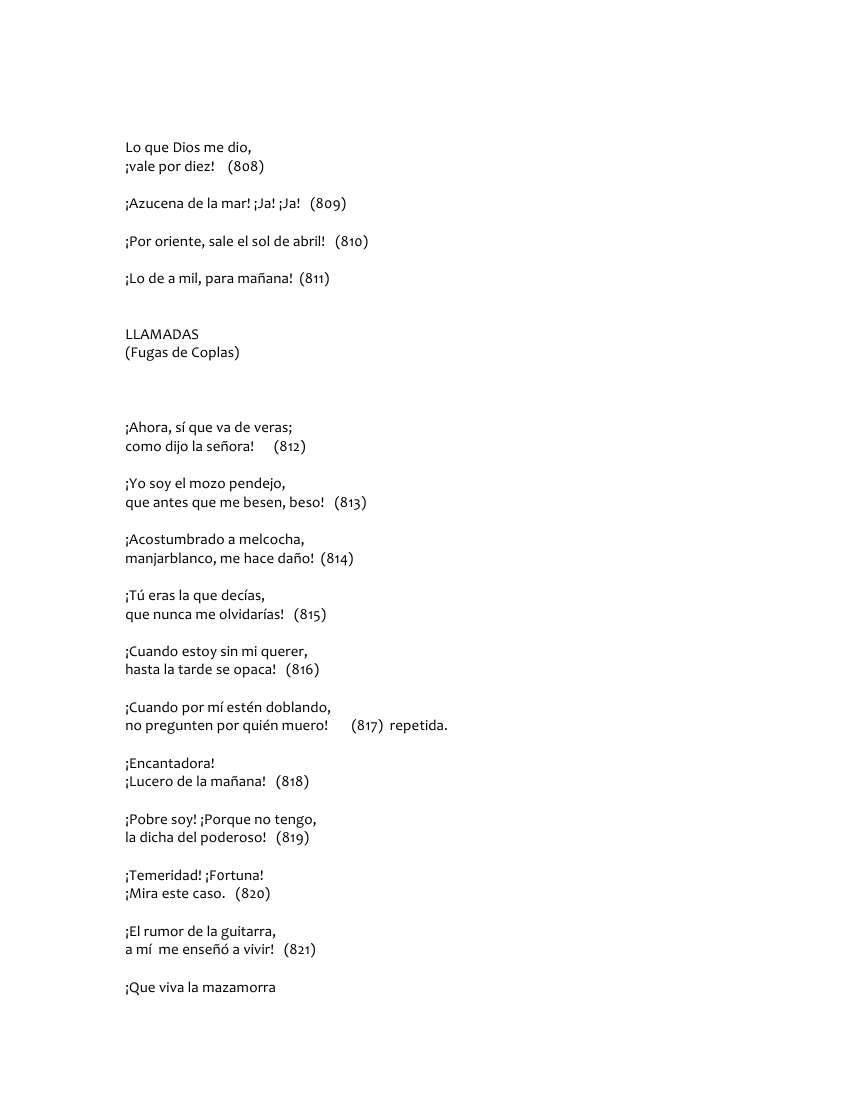 Lo que Dios me dio,
¡vale por diez! (808)
¡Azucena de la mar! ¡Ja! ¡Ja! (809)
¡Por oriente, sale el sol de abril! (810)
¡Lo de a mil, para mañana! (811)
LLAMADAS
(Fugas de Coplas)
¡Ahora, sí que va de veras;
como dijo la señora! (812)
¡Yo soy el mozo pendejo,
que antes que me besen, beso! (813)
¡Acostumbrado a melcocha,
manjarblanco, me hace daño! (814)
¡Tú eras la que decías,
que nunca me olvidarías! (815)
¡Cuando estoy sin mi querer,
hasta la tarde se opaca! (816)
¡Cuando por mí estén doblando,
no pregunten por quién muero! (817) repetida.
¡Encantadora!
¡Lucero de la mañana! (818)
¡Pobre soy! ¡Porque no tengo,
la dicha del poderoso! (819)
¡Temeridad! ¡Fortuna!
¡Mira este caso. (820)
¡El rumor de la guitarra,
a mí me enseñó a vivir! (821)
¡Que viva la mazamorra